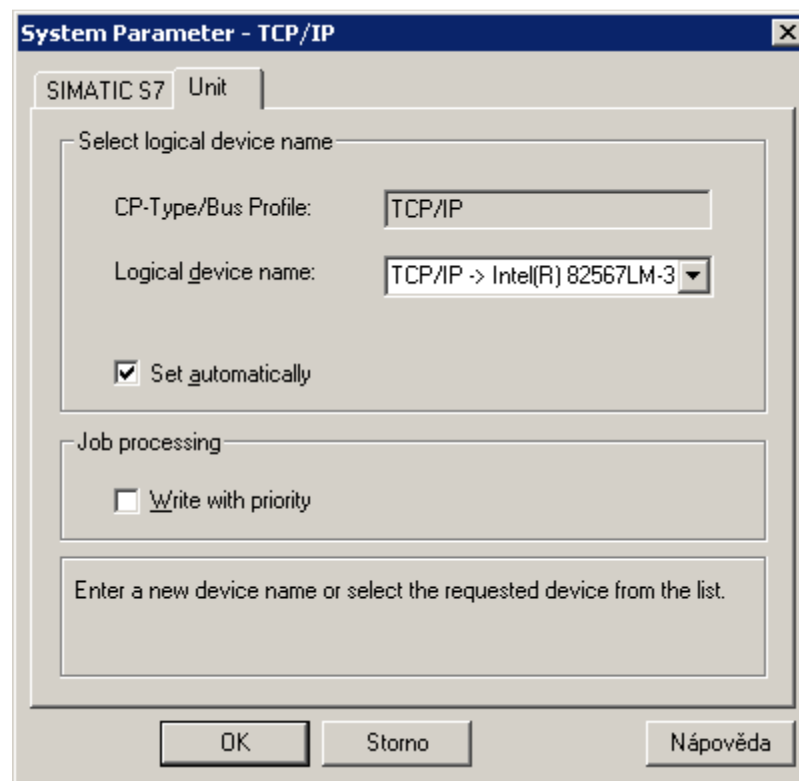 System Parameter - TCP/IP
SIMATIC S7 Unit
Select logical device name
CP-Type/Bus Profile: TCP/IP
Logical device name: TCP/IP -> Intel(R) 82567LM-3
Set automatically
Job processing
Write with priority
Enter a new device name or select the requested device from the list.
OK Storno Nápověda